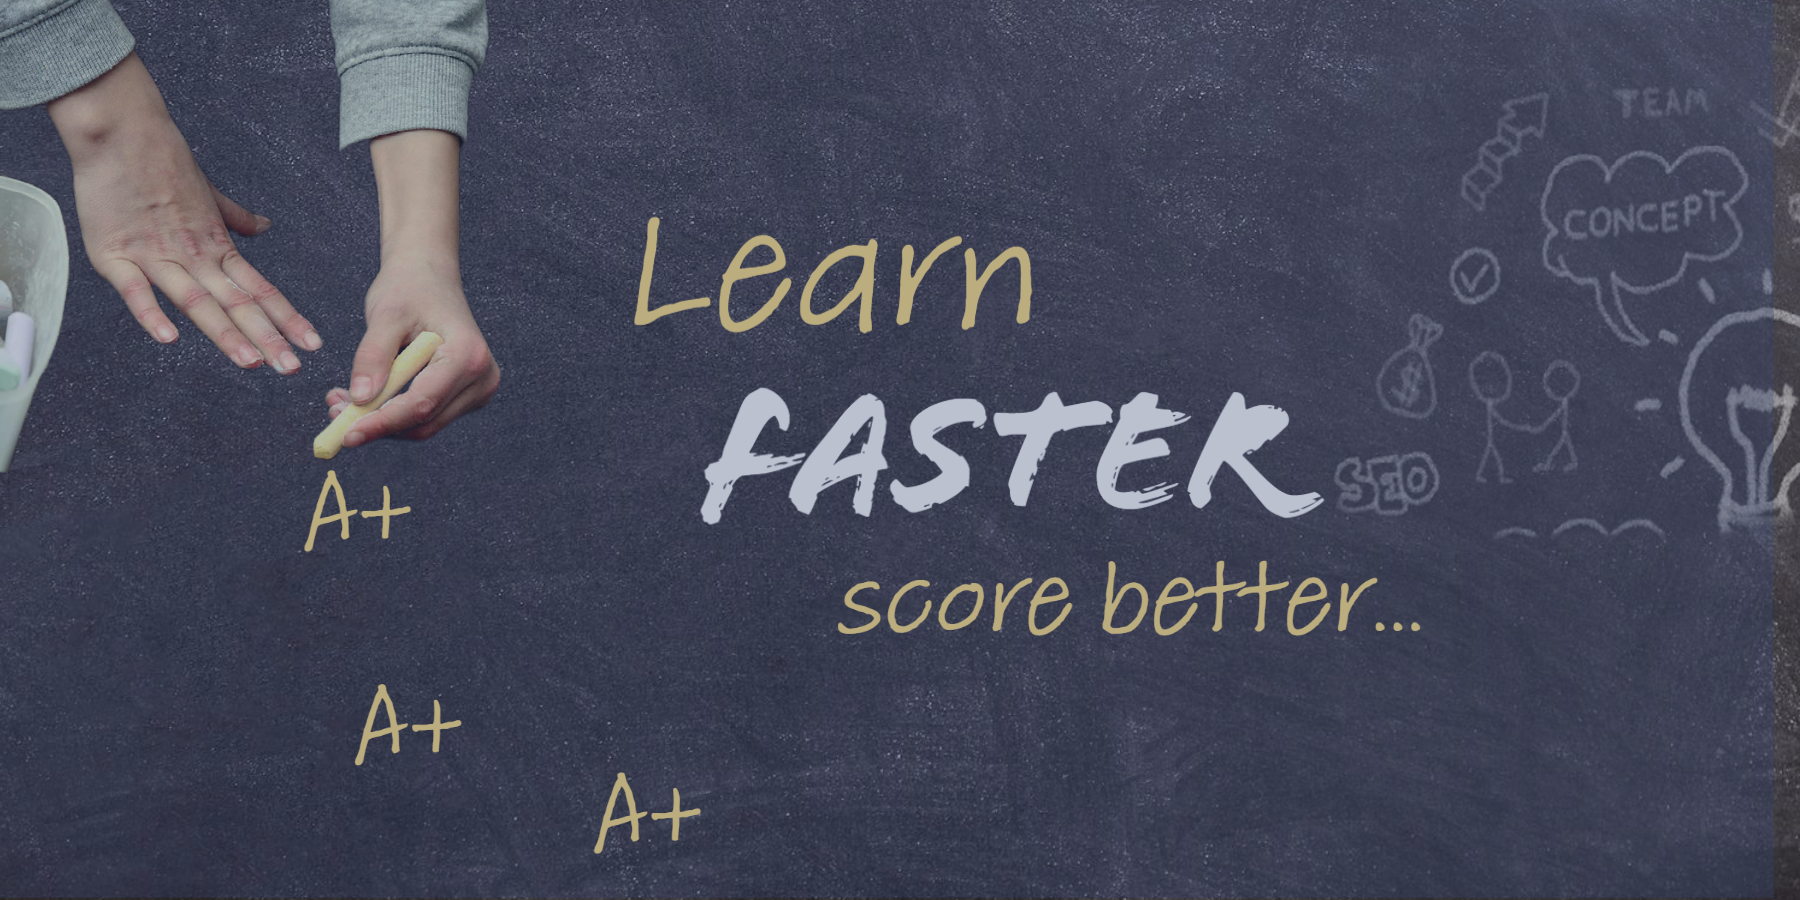 TEAM
CONCEPT
Learn
$
FASTER
SEO
A+
score better...
A+
A+